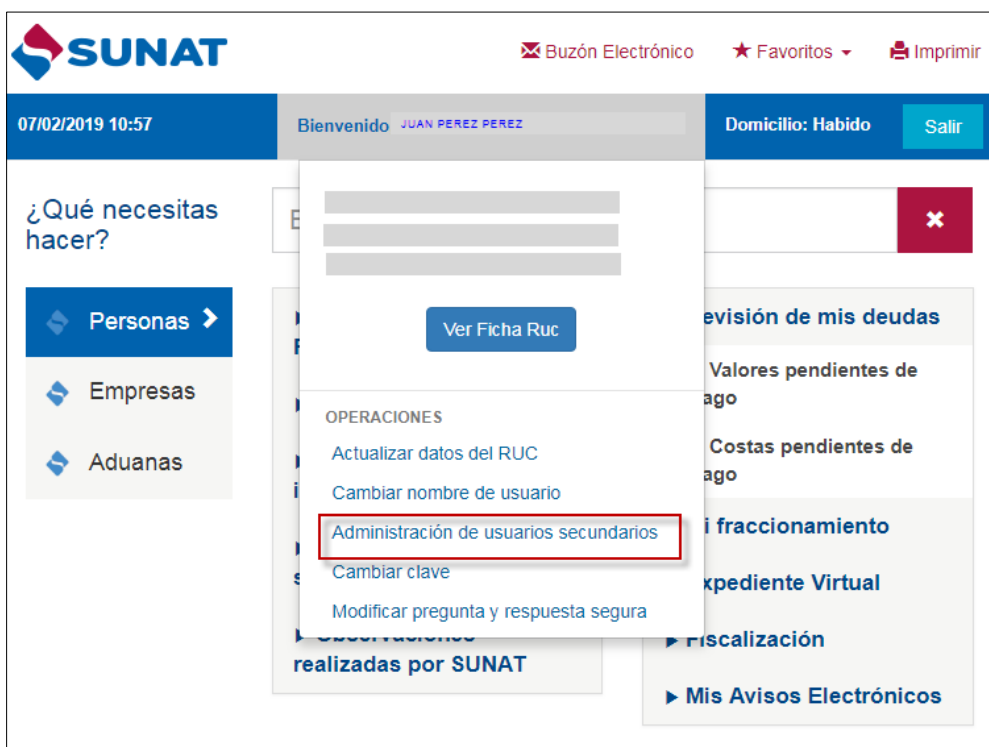 SUNAT
Buzón Electrónico
Favoritos
Imprimir
07/02/2019 10:57
Bienvenido JUAN PEREZ PEREZ
Domicilio: Habido
Salir
¿Qué necesitas
hacer?
Personas
Empresas
Aduanas
Ver Ficha Ruc
OPERACIONES
Actualizar datos del RUC
Cambiar nombre de usuario
Administración de usuarios secundarios
Cambiar clave
Modificar pregunta y respuesta segura
realizadas por SUNAT
evisión de mis deudas
Valores pendientes de
ago
Costas pendientes de
ago
i fraccionamiento
xpediente Virtual
Fiscalización
Mis Avisos Electrónicos